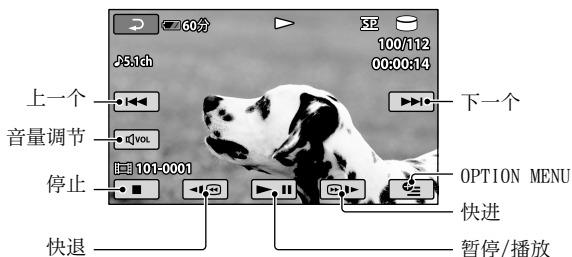 60分
SP
100/112
5.1ch
00:00:14
上一个
下一个
音量调节
VOL
101-0001
停止
OPTION MENU
快进
快退
暂停/播放